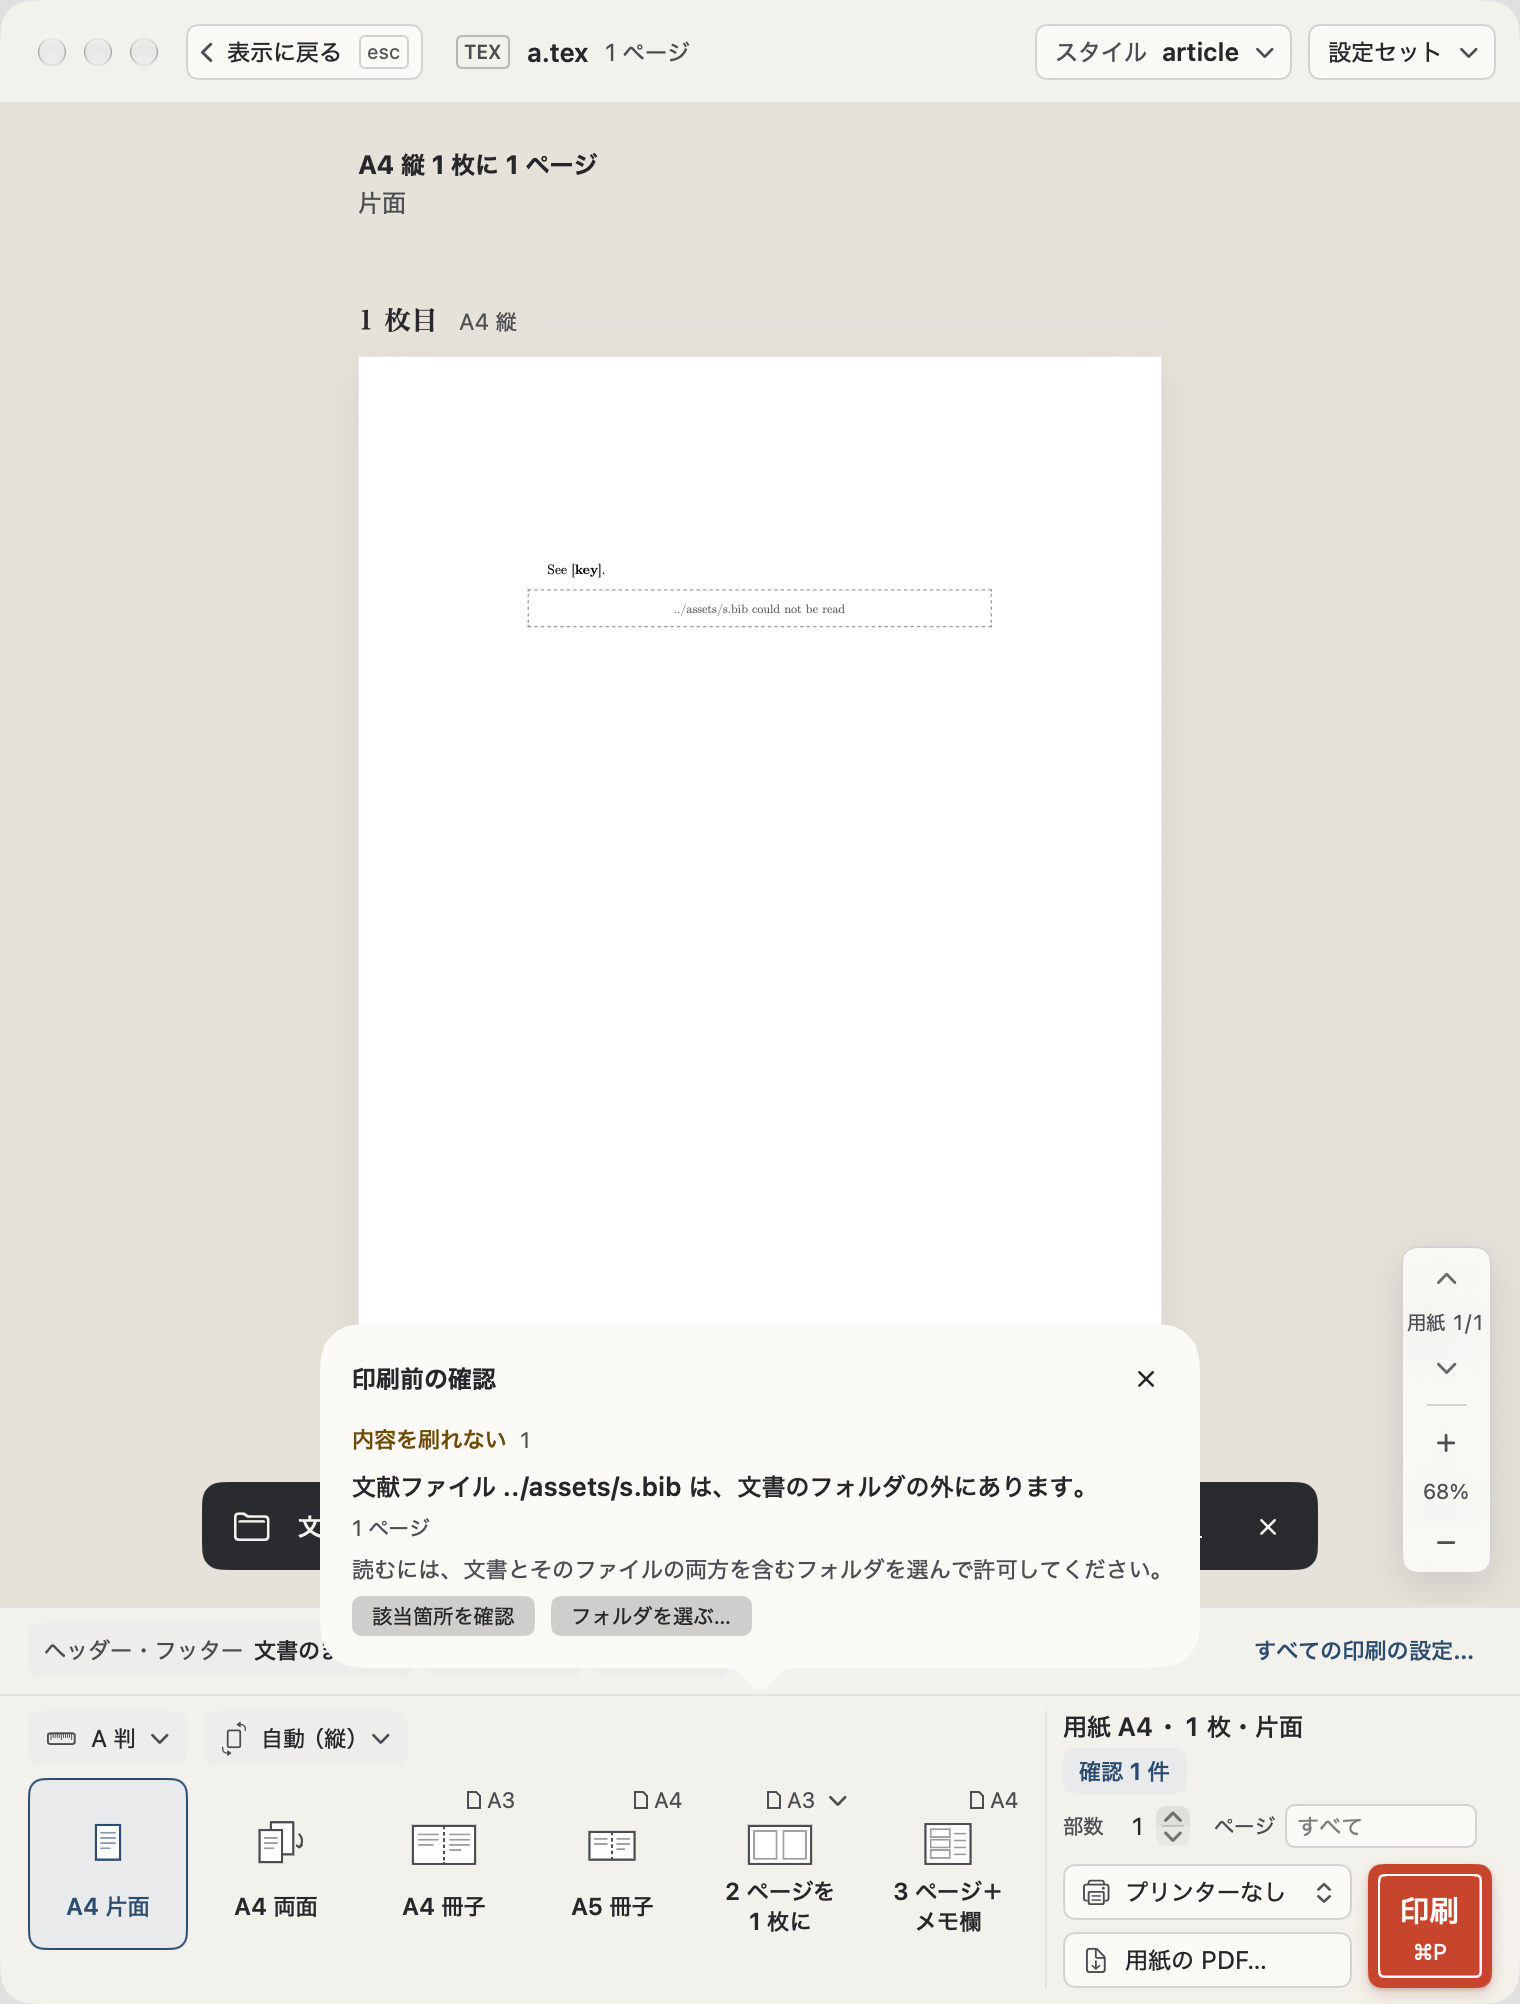 表示に戻る esc TEX a.tex 1 ページ スタイル article 設定セット
A4 縦 1 枚に 1 ページ
片面
1 枚目 A4 縦
See [key].
../assets/s.bib could not be read
印刷前の確認
内容を刷れない 1
文献ファイル ../assets/s.bib は、文書のフォルダの外にあります。
1 ページ
読むには、文書とそのファイルの両方を含むフォルダを選んで許可してください。
該当箇所を確認 フォルダを選ぶ...
文
用紙 1/1
68%
ヘッダー・フッター 文書の すべての印刷の設定...
A 判 自動（縦）
A4 片面
A4 両面
A3
A4 冊子
A4
A5 冊子
A3
2 ページを
1 枚に
A4
3 ページ＋
メモ欄
用紙 A4・1 枚・片面
確認 1 件
部数 1 ページ すべて
プリンターなし
用紙の PDF...
印刷
⌘P